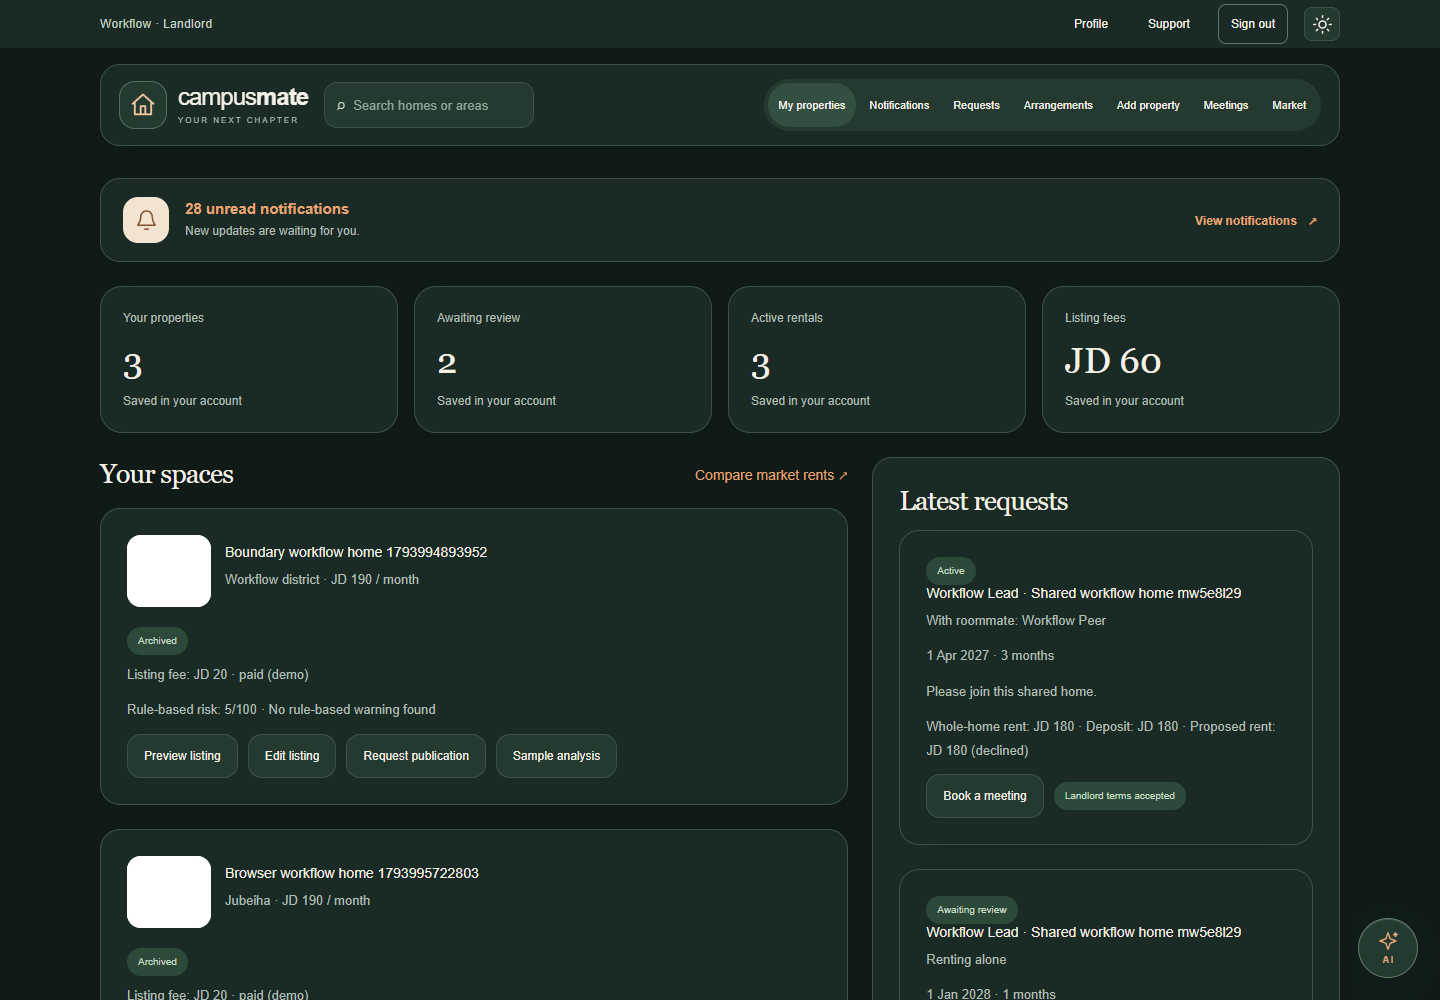 Workflow · Landlord
Profile
Support
Sign out
campusmate
YOUR NEXT CHAPTER
Search homes or areas
My properties
Notifications
Requests
Arrangements
Add property
Meetings
Market
28 unread notifications
New updates are waiting for you.
View notifications ↗
Your properties
3
Saved in your account
Awaiting review
2
Saved in your account
Active rentals
3
Saved in your account
Listing fees
JD 60
Saved in your account
Your spaces
Compare market rents ↗
Boundary workflow home 1793994893952
Workflow district · JD 190 / month
Archived
Listing fee: JD 20 · paid (demo)
Rule-based risk: 5/100 · No rule-based warning found
Preview listing
Edit listing
Request publication
Sample analysis
Browser workflow home 1793995722803
Jubeiha · JD 190 / month
Archived
Listing fee: JD 20 · paid (demo)
Latest requests
Active
Workflow Lead · Shared workflow home mw5e8l29
With roommate: Workflow Peer
1 Apr 2027 · 3 months
Please join this shared home.
Whole-home rent: JD 180 · Deposit: JD 180 · Proposed rent:
JD 180 (declined)
Book a meeting
Landlord terms accepted
Awaiting review
Workflow Lead · Shared workflow home mw5e8l29
Renting alone
1 Jan 2028 · 1 months
AI